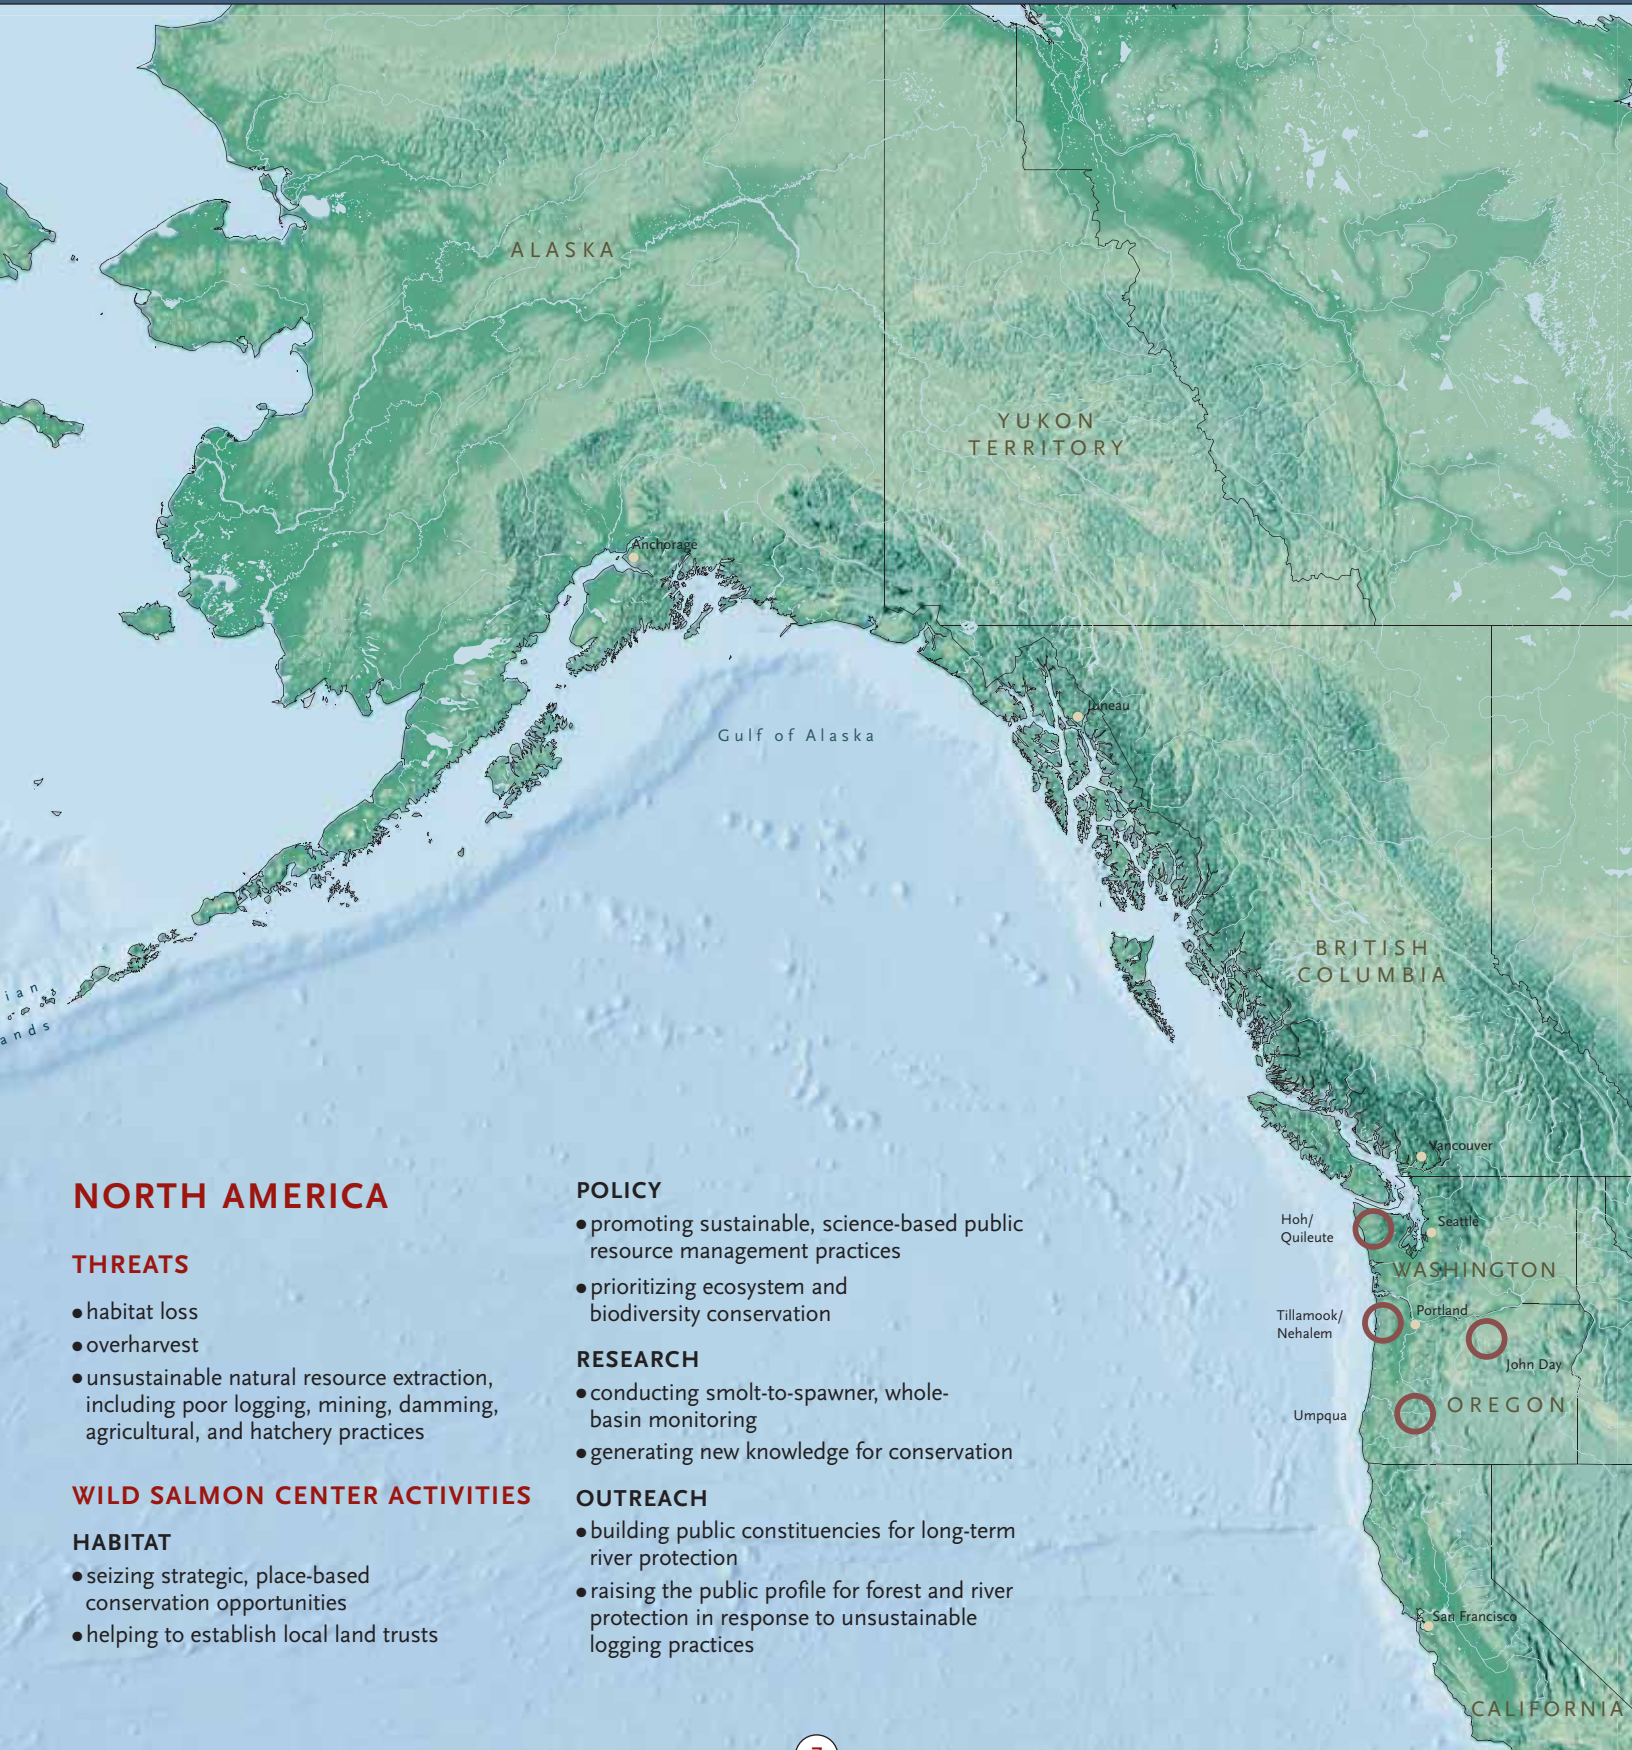 ALASKA
YUKON
TERRITORY
Anchorage
Juneau
Gulf of Alaska
BRITISH
COLUMBIA
Vancouver
Hoh/
Quileute
Seattle
WASHINGTON
Tillamook/
Nehalem
Portland
John Day
Umpqua
OREGON
San Francisco
CALIFORNIA
NORTH AMERICA
THREATS
• habitat loss
• overharvest
• unsustainable natural resource extraction,
including poor logging, mining, damming,
agricultural, and hatchery practices
WILD SALMON CENTER ACTIVITIES
HABITAT
• seizing strategic, place-based
conservation opportunities
• helping to establish local land trusts
POLICY
• promoting sustainable, science-based public
resource management practices
• prioritizing ecosystem and
biodiversity conservation
RESEARCH
• conducting smolt-to-spawner, whole-
basin monitoring
• generating new knowledge for conservation
OUTREACH
• building public constituencies for long-term
river protection
• raising the public profile for forest and river
protection in response to unsustainable
logging practices